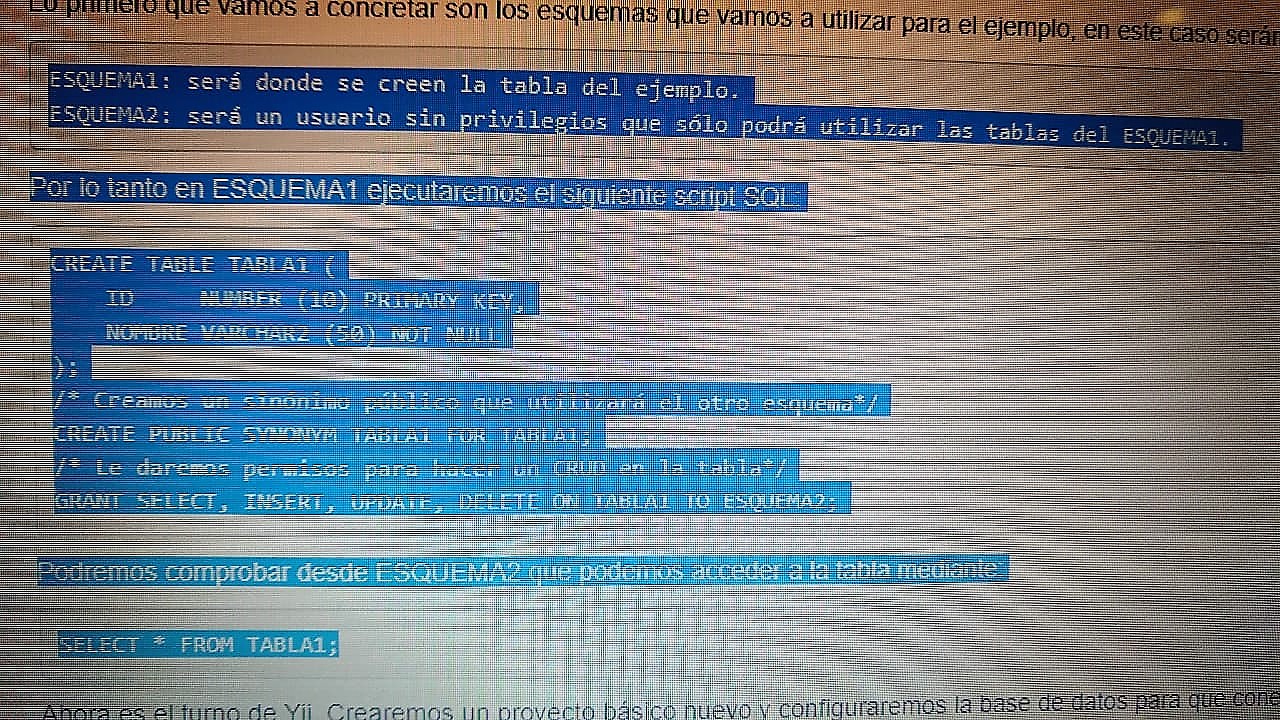 Lo primero que vamos a concretar son los esquemas que vamos a utilizar para el ejemplo, en este caso serán
ESQUEMA1: será donde se creen la tabla del ejemplo.
ESQUEMA2: será un usuario sin privilegios que sólo podrá utilizar las tablas del ESQUEMA1.
Por lo tanto en ESQUEMA1 ejecutaremos el siguiente script SQL:
CREATE TABLE TABLA1 (
ID NUMBER (10) PRIMARY KEY,
NOMBRE VARCHAR2 (50) NOT NULL
);
/* Creamos un sinónimo público que utilizará el otro esquema*/
CREATE PUBLIC SYNONYM TABLA1 FOR TABLA1;
/* Le daremos permisos para hacer un CRUD en la tabla*/
GRANT SELECT, INSERT, UPDATE, DELETE ON TABLA1 TO ESQUEMA2;
Podremos comprobar desde ESQUEMA2 que podemos acceder a la tabla mediante:
SELECT * FROM TABLA1;
Ahora es el turno de Yii. Crearemos un proyecto básico nuevo y configuraremos la base de datos para que